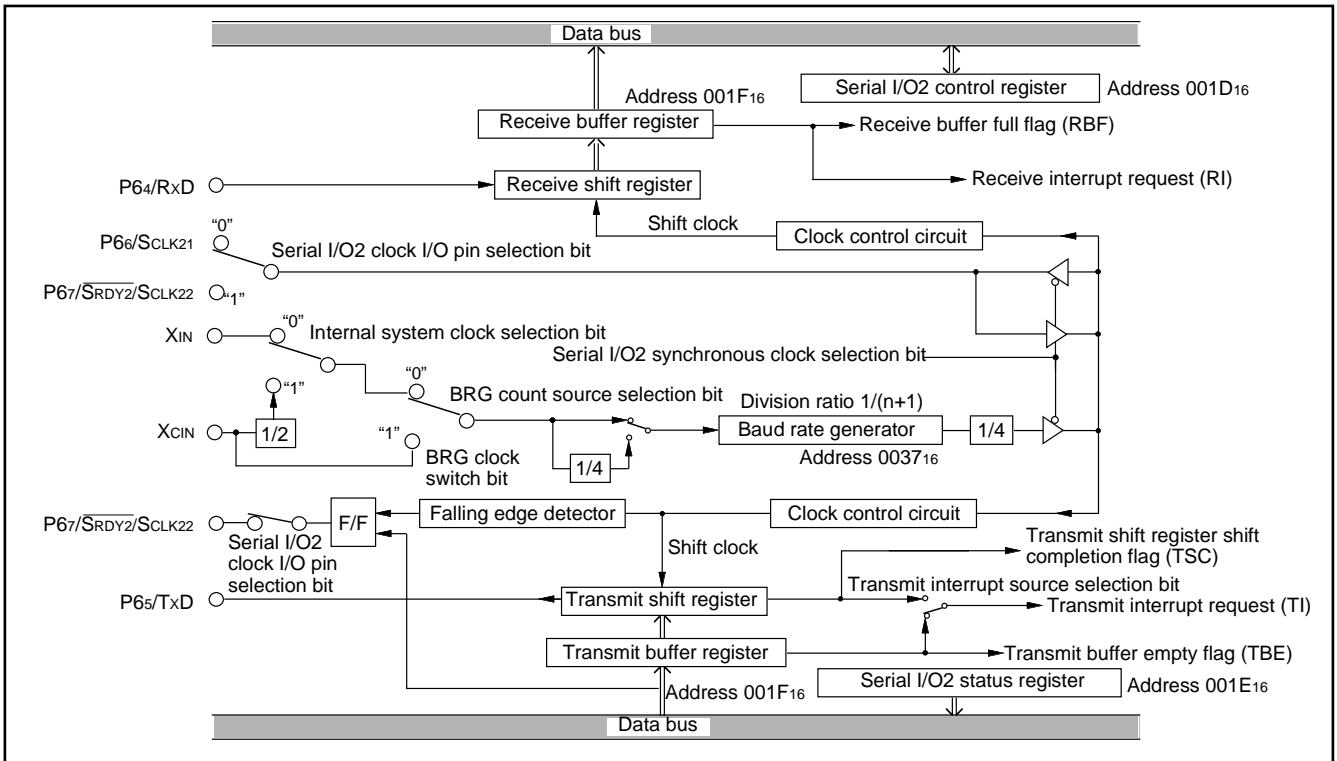 Data bus
Serial I/O2 control register
Address 001D16
Address 001F16
Receive buffer register
Receive buffer full flag (RBF)
P64/RXD
Receive shift register
Receive interrupt request (RI)
Shift clock
Clock control circuit
"0"
P66/SCLK21
Serial I/O2 clock I/O pin selection bit
P67/SRDY2/SCLK22
"1"
XIN
"0"
Internal system clock selection bit
Serial I/O2 synchronous clock selection bit
"0"
"1"
BRG count source selection bit
Division ratio 1/(n+1)
XCIN
1/2
"1"
Baud rate generator
1/4
BRG clock
switch bit
1/4
Address 003716
P67/SRDY2/SCLK22
F/F
Falling edge detector
Clock control circuit
Serial I/O2
clock I/O pin
selection bit
Shift clock
Transmit shift register shift
completion flag (TSC)
Transmit interrupt source selection bit
P65/TXD
Transmit shift register
Transmit interrupt request (TI)
Transmit buffer register
Transmit buffer empty flag (TBE)
Address 001F16
Serial I/O2 status register
Address 001E16
Data bus